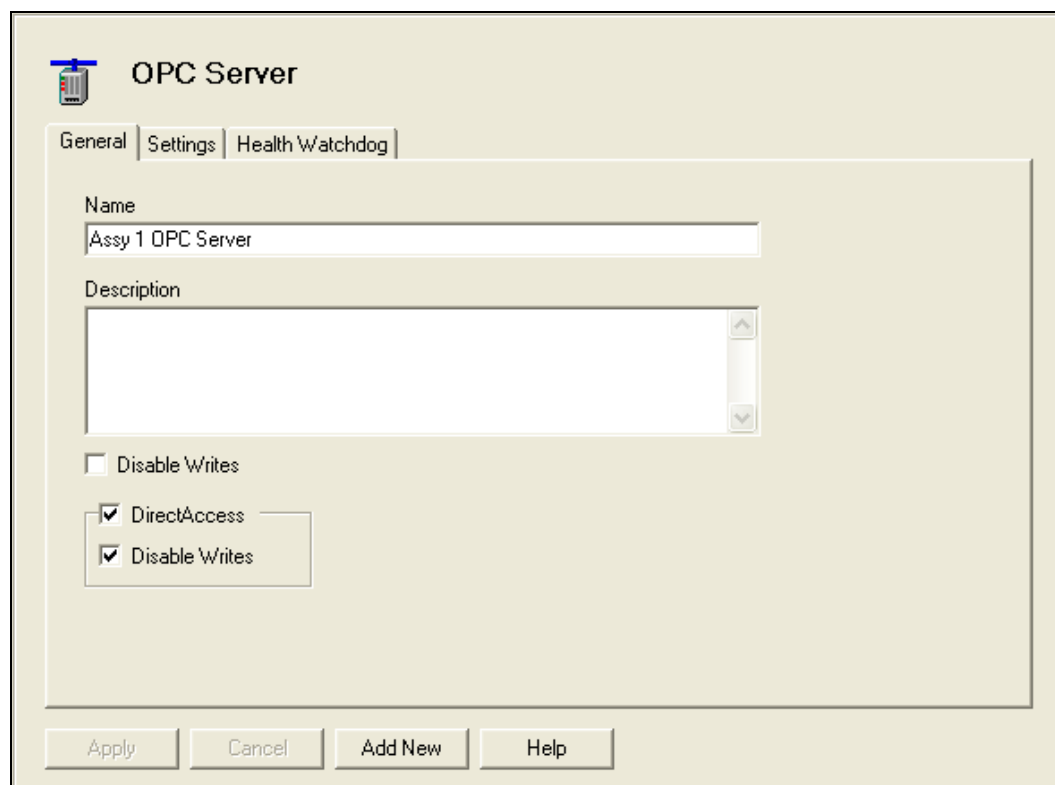 OPC Server
General Settings Health Watchdog
Name
Assy 1 OPC Server
Description
Disable Writes
DirectAccess
Disable Writes
Apply Cancel Add New Help